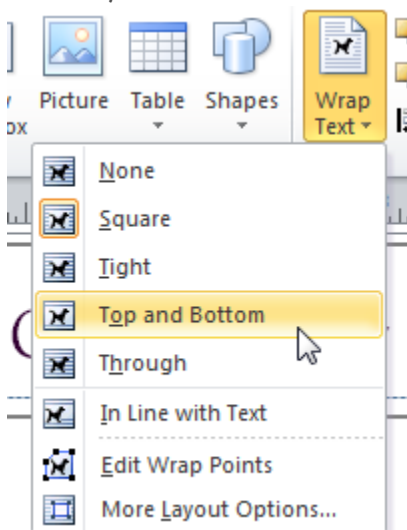 Picture Table Shapes Wrap
ox Text
None
Square
Tight
Top and Bottom
Through
In Line with Text
Edit Wrap Points
More Layout Options...